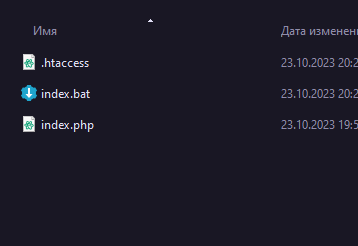 Имя Дата изменени
.htaccess 23.10.2023 20:2
index.bat 23.10.2023 20:2
index.php 23.10.2023 19:5